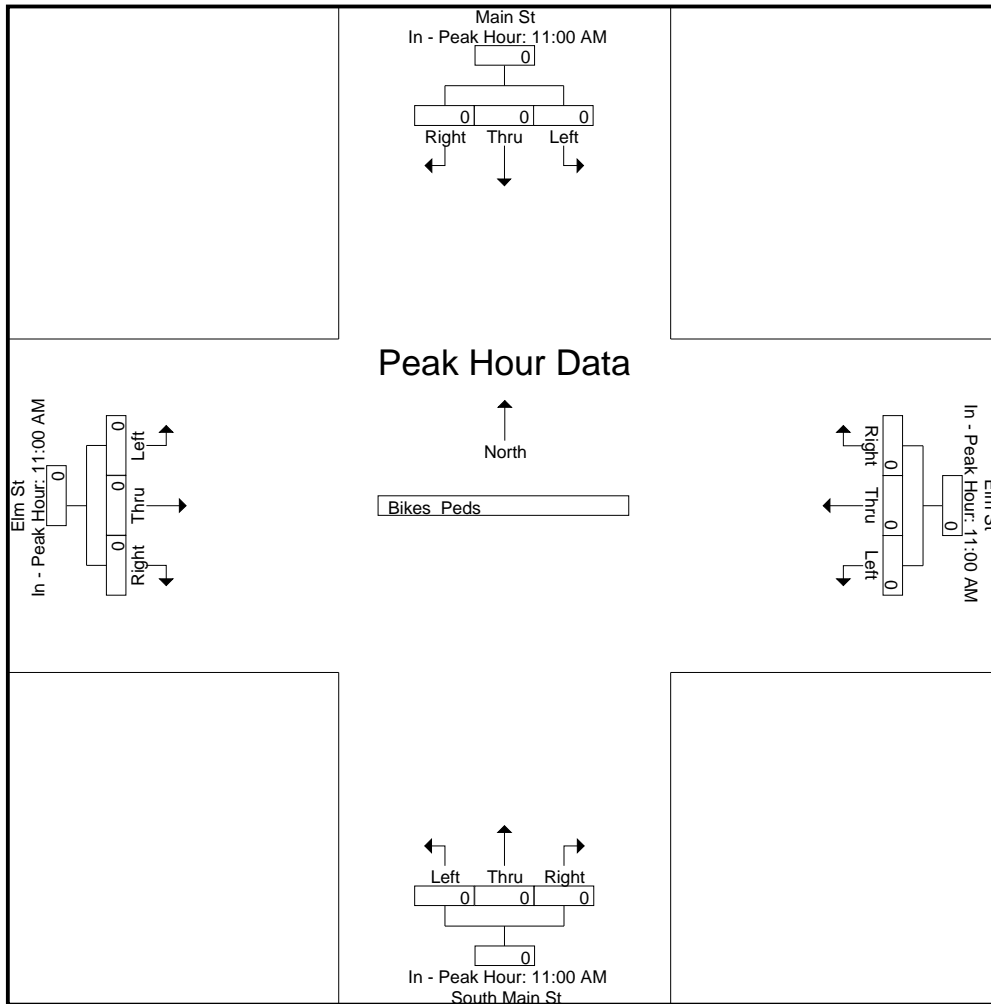 Main St
In - Peak Hour: 11:00 AM
0
0 0 0
Right Thru Left
Peak Hour Data
North
Bikes Peds
Elm St
In - Peak Hour: 11:00 AM
0
0 0 0
Left Thru Right
Elm St
In - Peak Hour: 11:00 AM
0
0 0 0
Right Thru Left
Left Thru Right
0 0 0
0
In - Peak Hour: 11:00 AM
South Main St